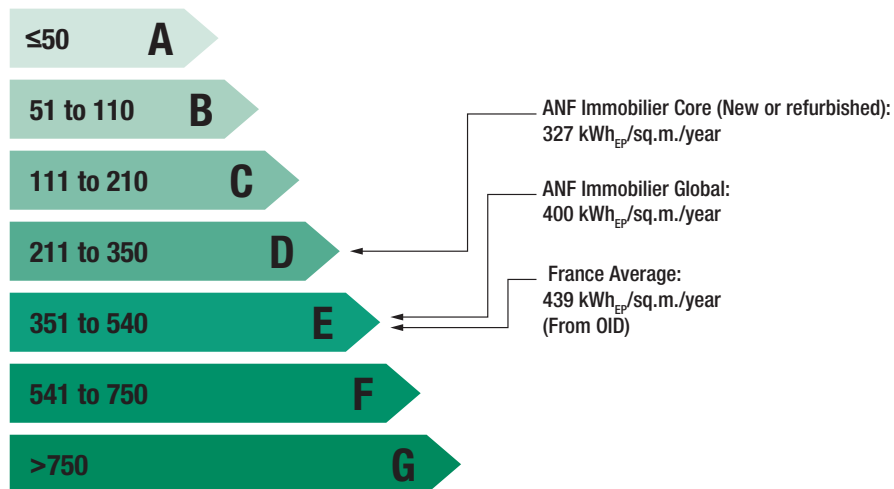 ≤50 A
51 to 110 B
111 to 210 C
211 to 350 D
351 to 540 E
541 to 750 F
>750 G
ANF Immobilier Core (New or refurbished):
327 kWhEP/sq.m./year
ANF Immobilier Global:
400 kWhEP/sq.m./year
France Average:
439 kWhEP/sq.m./year
(From OID)